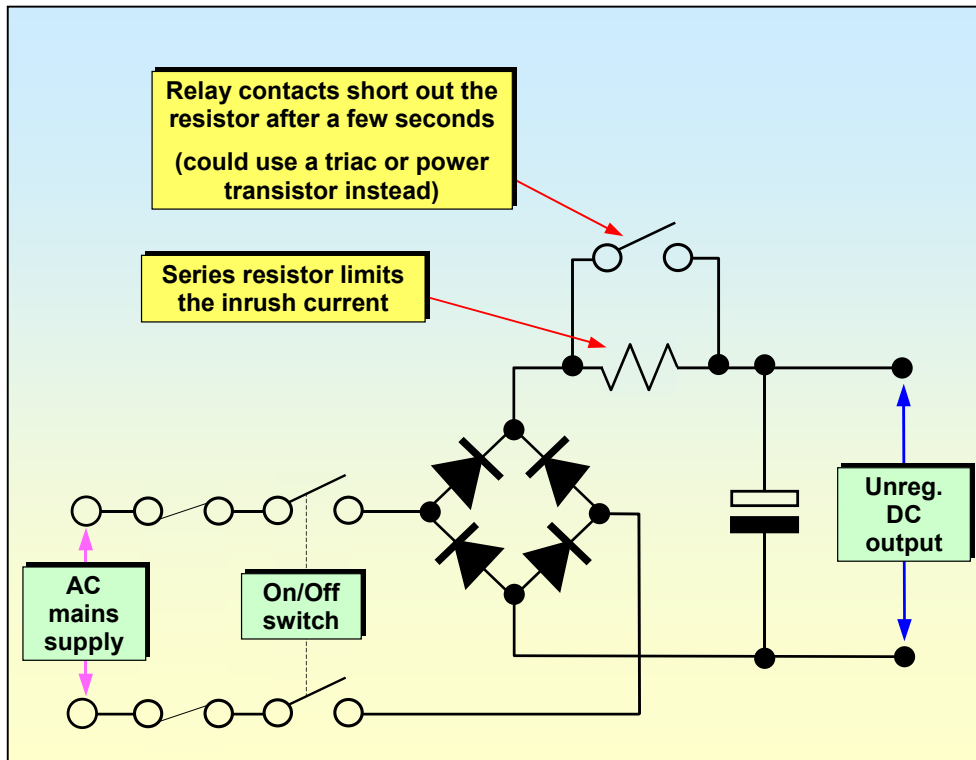 Relay contacts short out the
resistor after a few seconds
(could use a triac or power
transistor instead)
Series resistor limits
the inrush current
AC
mains
supply
On/Off
switch
Unreg.
DC
output